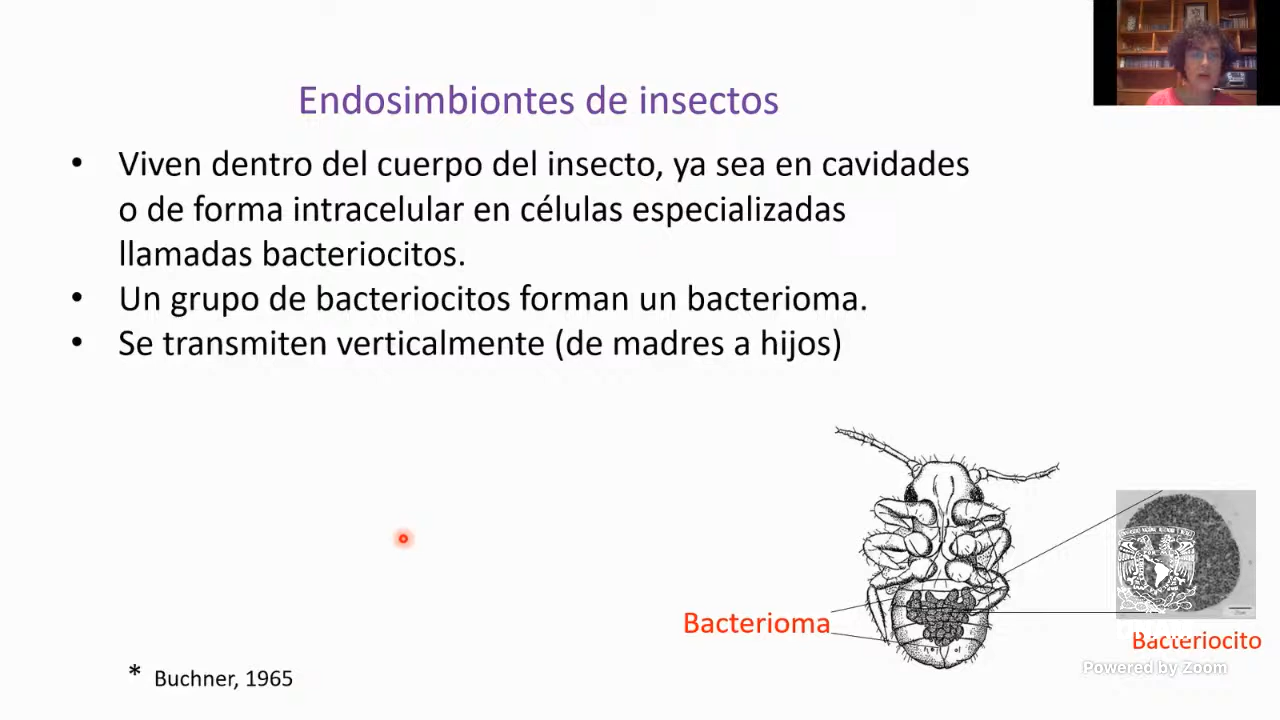 Endosimbiontes de insectos
• Viven dentro del cuerpo del insecto, ya sea en cavidades
o de forma intracelular en células especializadas
llamadas bacteriocitos.
• Un grupo de bacteriocitos forman un bacterioma.
• Se transmiten verticalmente (de madres a hijos)
Bacterioma
Bacteriocito
Powered by Zoom
* Buchner, 1965